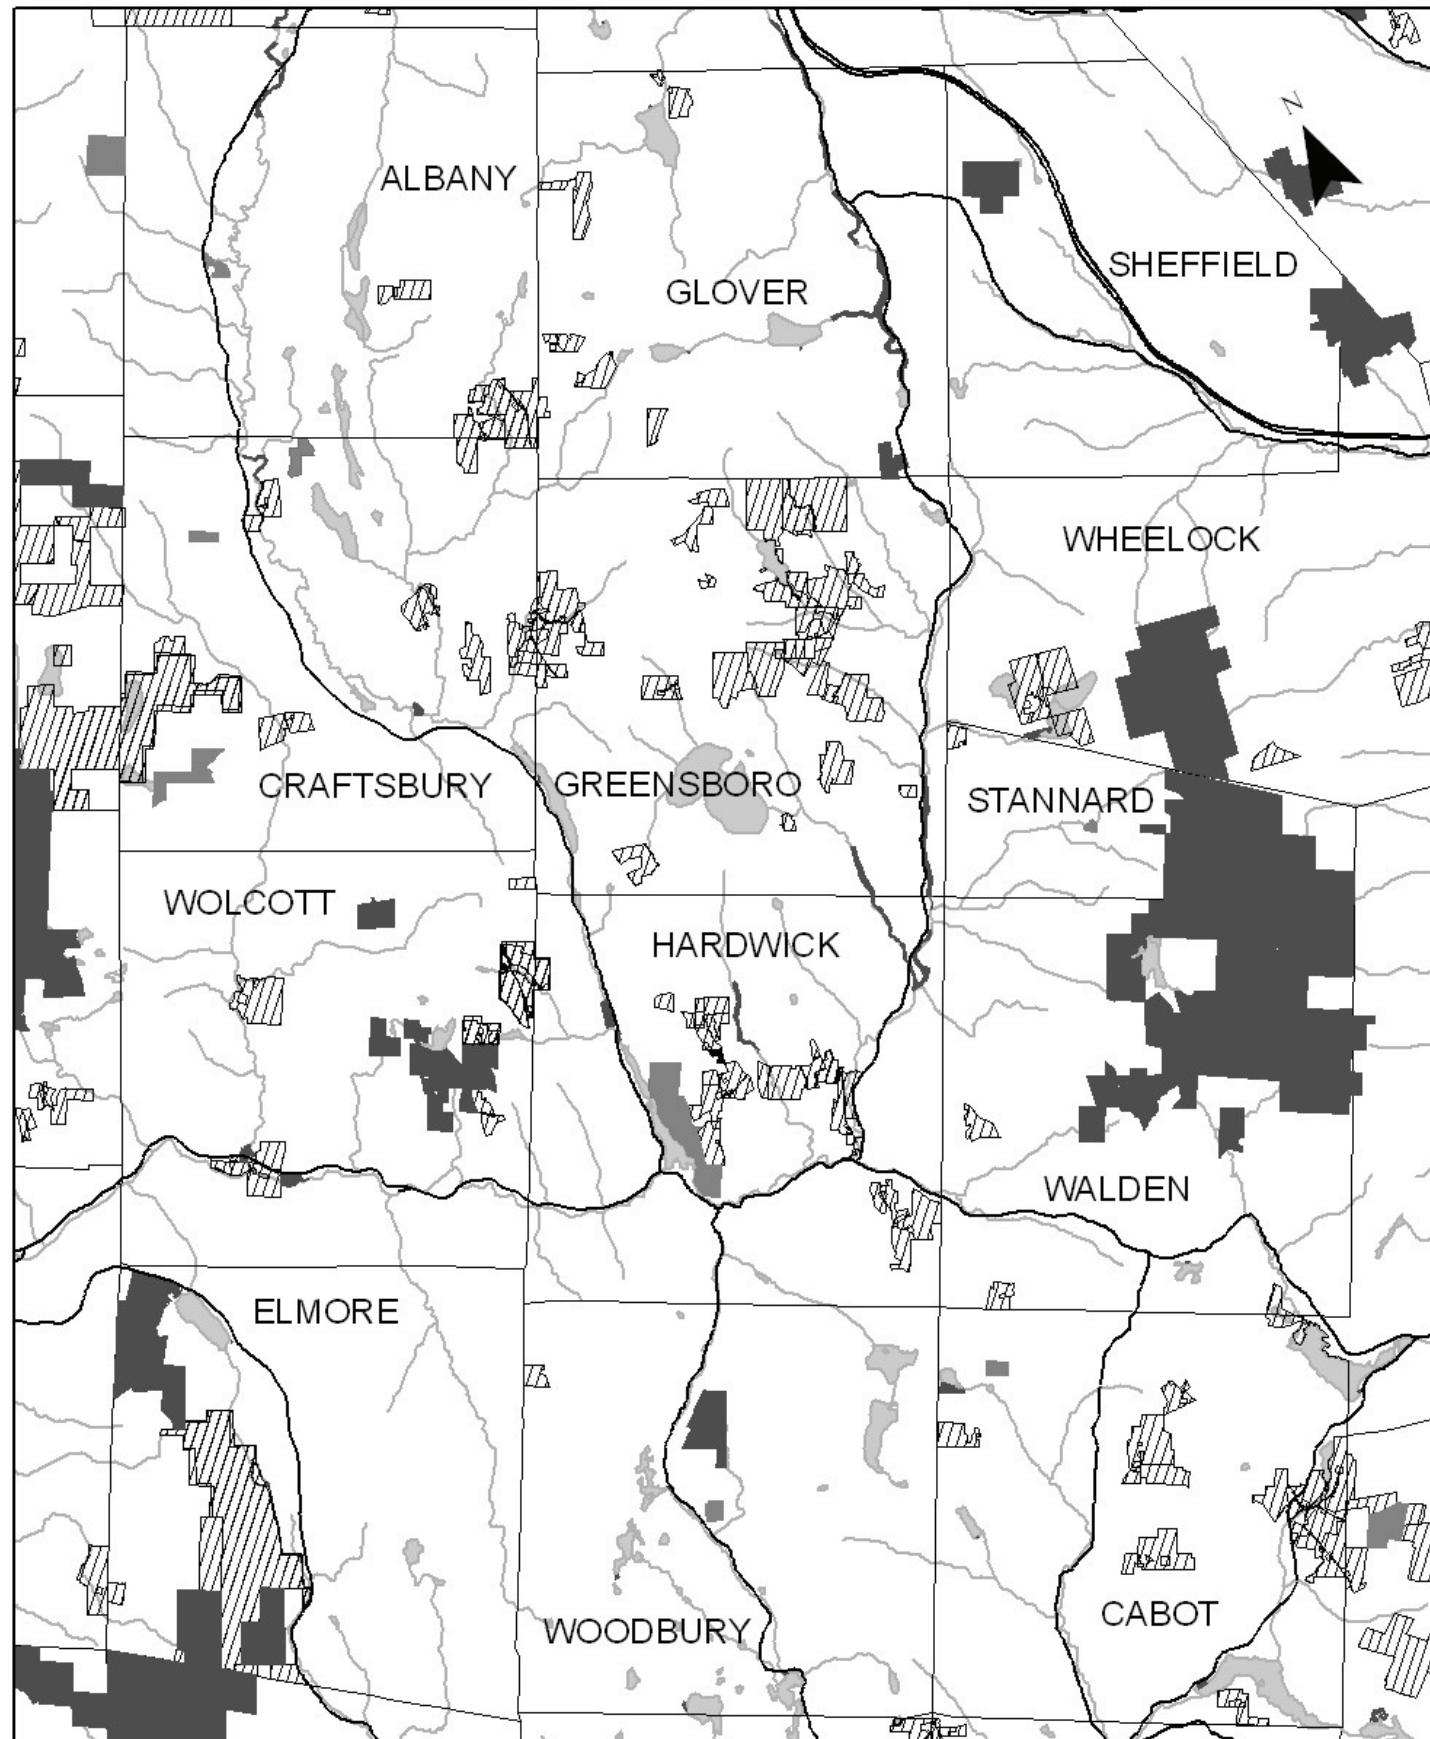 N
ALBANY
SHEFFIELD
GLOVER
WHEELOCK
CRAFTSBURY
GREENSBORO
STANNARD
WOLCOTT
HARDWICK
WALDEN
ELMORE
CABOT
WOODBURY